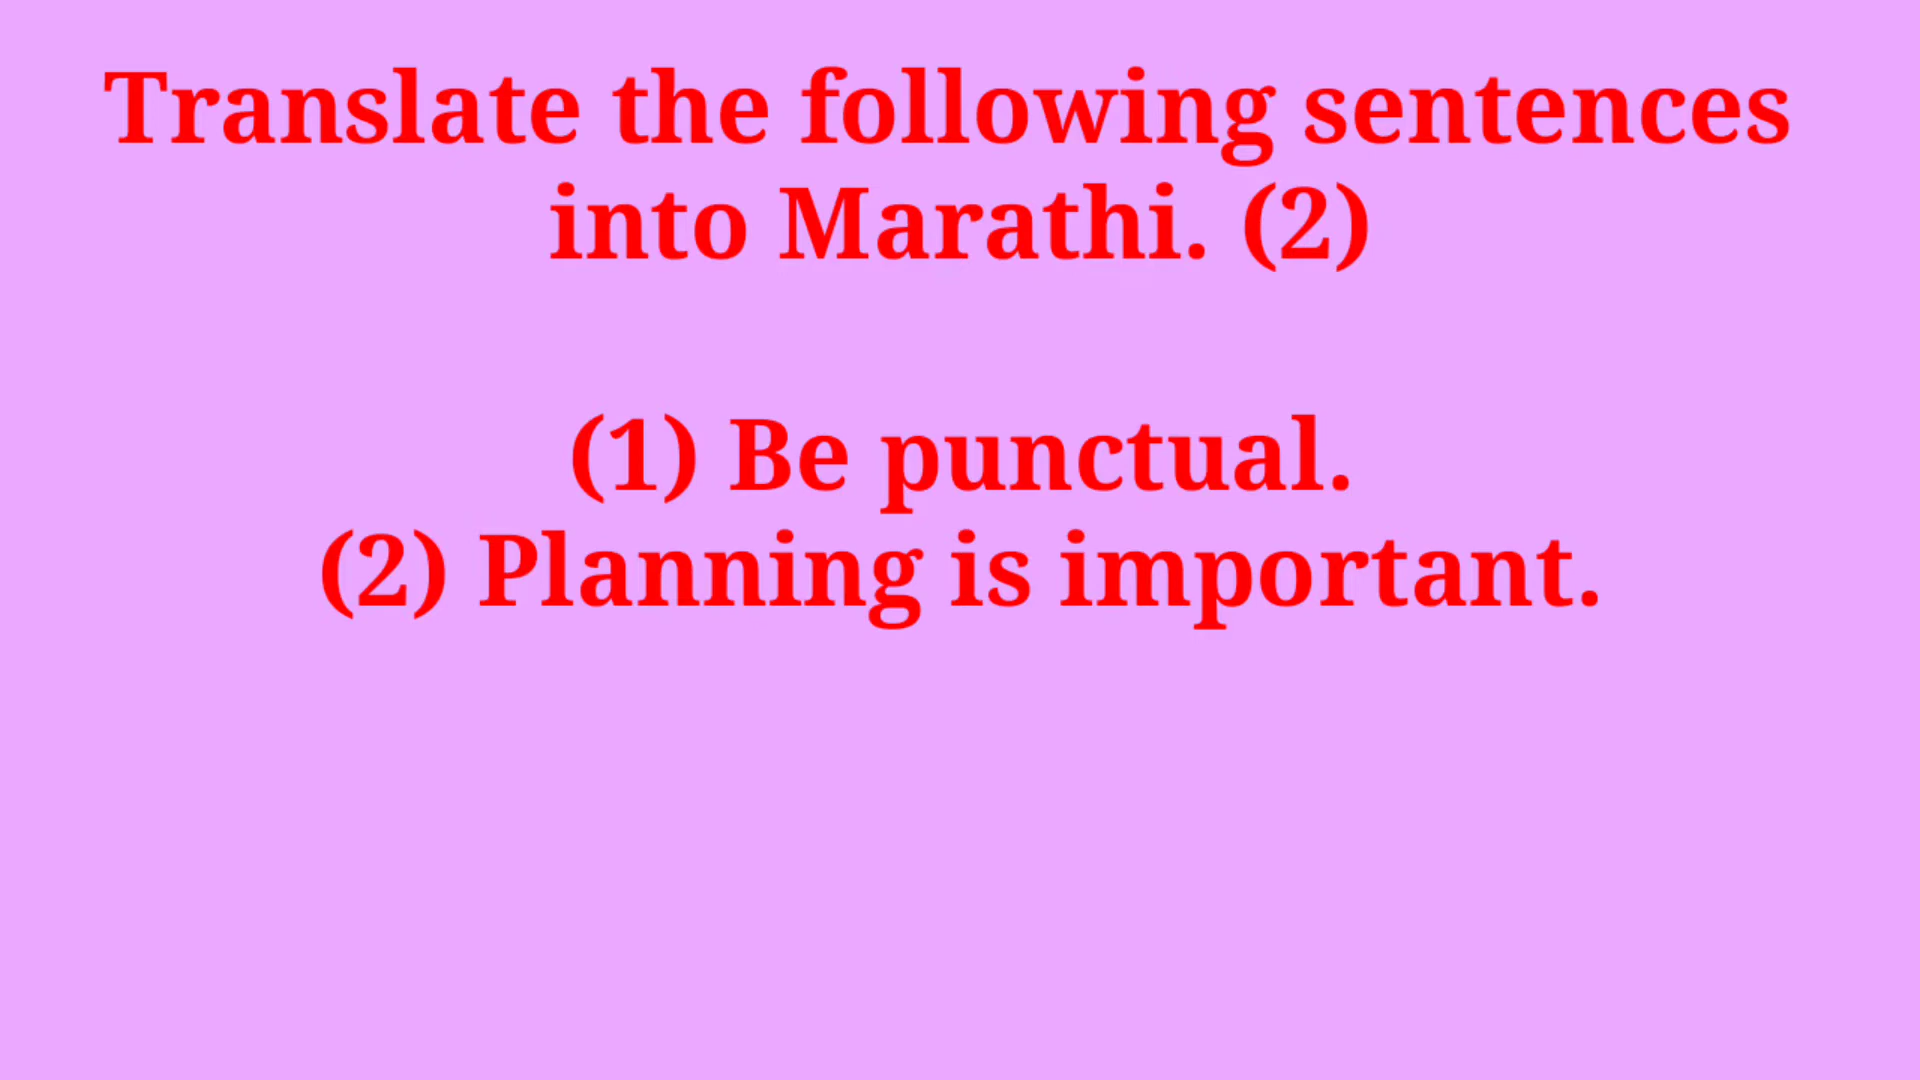 Translate the following sentences
into Marathi. (2)
(1) Be punctual.
(2) Planning is important.